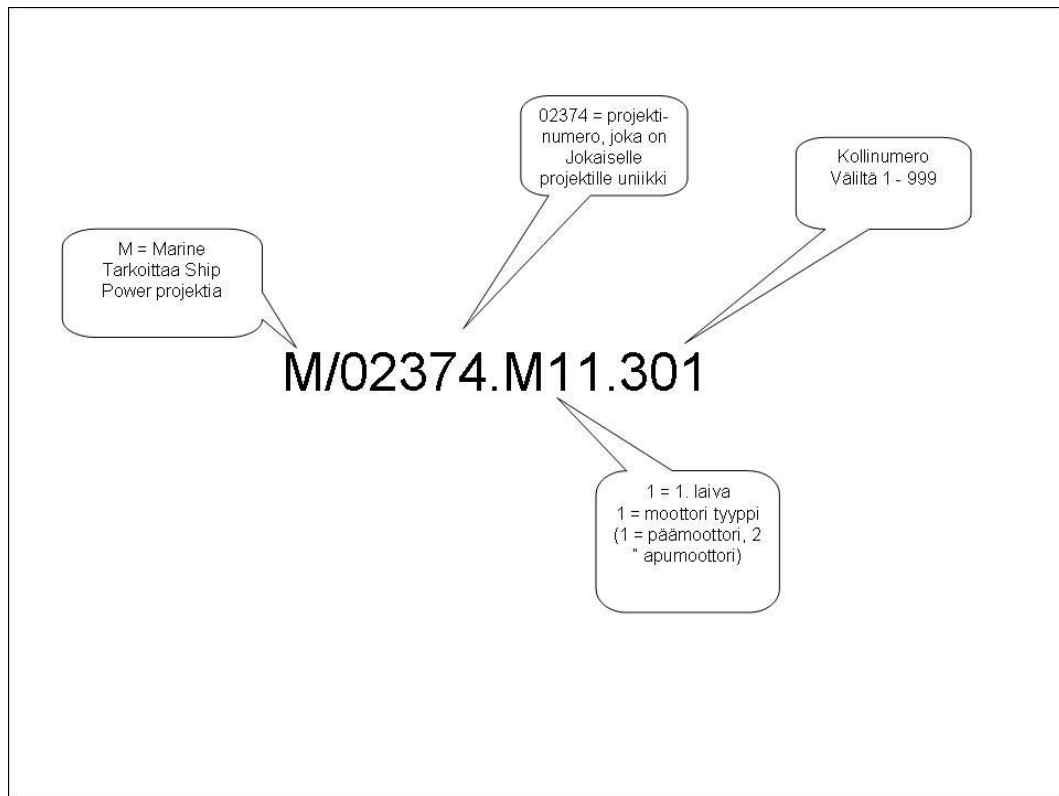 02374 = projekti-
numero, joka on
Jokaiselle
projektille uniikki
Kollinumero
Väliltä 1 - 999
M = Marine
Tarkoittaa Ship
Power projektia
M/02374.M11.301
1 = 1. laiva
1 = moottori tyyppi
(1 = päämoottori, 2
" apumoottori)